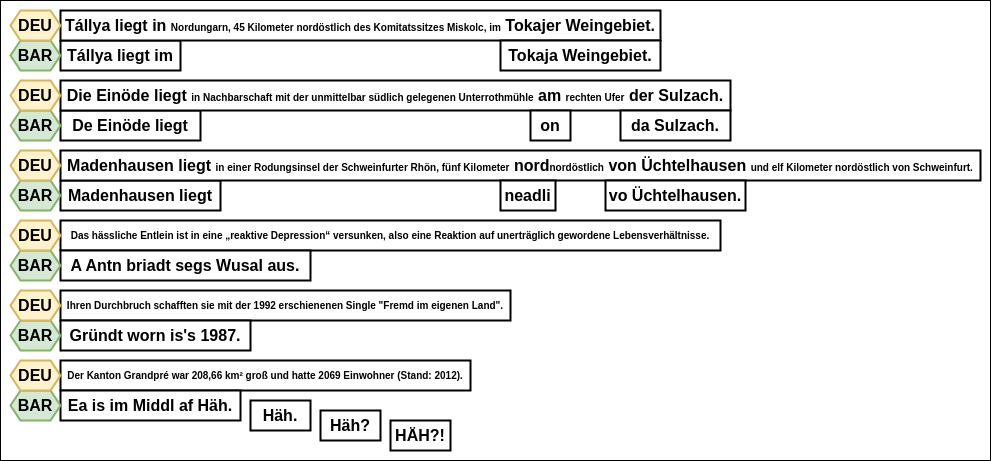 DEU Tállya liegt in Nordungarn, 45 Kilometer nordöstlich des Komitatssitzes Miskolc, im Tokajer Weingebiet.
BAR Tállya liegt im Tokaja Weingebiet.
DEU Die Einöde liegt in Nachbarschaft mit der unmittelbar südlich gelegenen Unterrothmühle am rechten Ufer der Sulzach.
BAR De Einöde liegt on da Sulzach.
DEU Madenhausen liegt in einer Rodungsinsel der Schweinfurter Rhön, fünf Kilometer nordnordöstlich von Üchtelhausen und elf Kilometer nordöstlich von Schweinfurt.
BAR Madenhausen liegt neadli vo Üchtelhausen.
DEU Das hässliche Entlein ist in eine „reaktive Depression“ versunken, also eine Reaktion auf unerträglich gewordene Lebensverhältnisse.
BAR A Antn briadt segs Wusal aus.
DEU Ihren Durchbruch schafften sie mit der 1992 erschienenen Single "Fremd im eigenen Land".
BAR Gründt worn is's 1987.
DEU Der Kanton Grandpré war 208,66 km² groß und hatte 2069 Einwohner (Stand: 2012).
BAR Ea is im Middl af Häh. Häh. Häh? HÄH?!